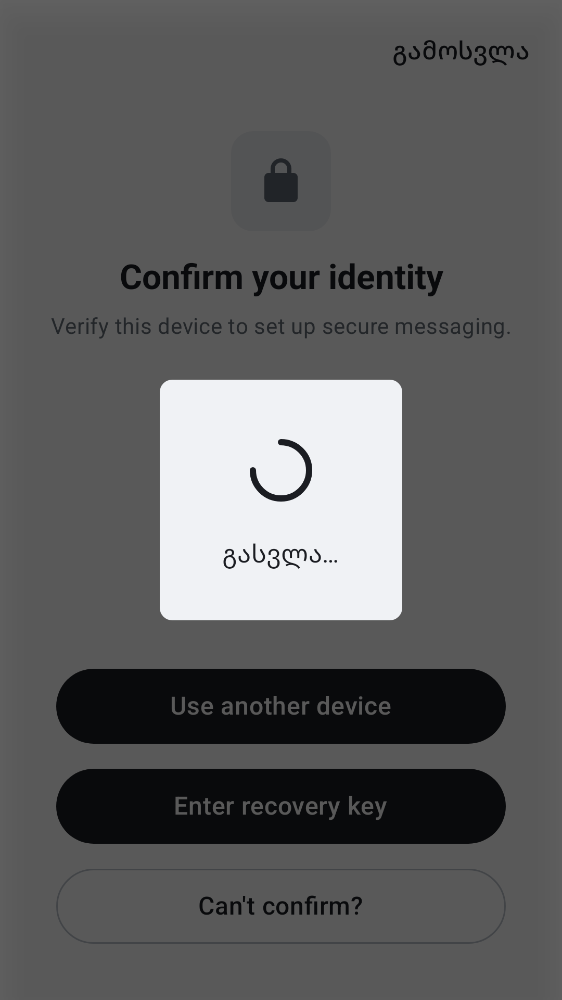 გამოსვლა
Confirm your identity
Verify this device to set up secure messaging.
გასვლა...
Use another device
Enter recovery key
Can't confirm?